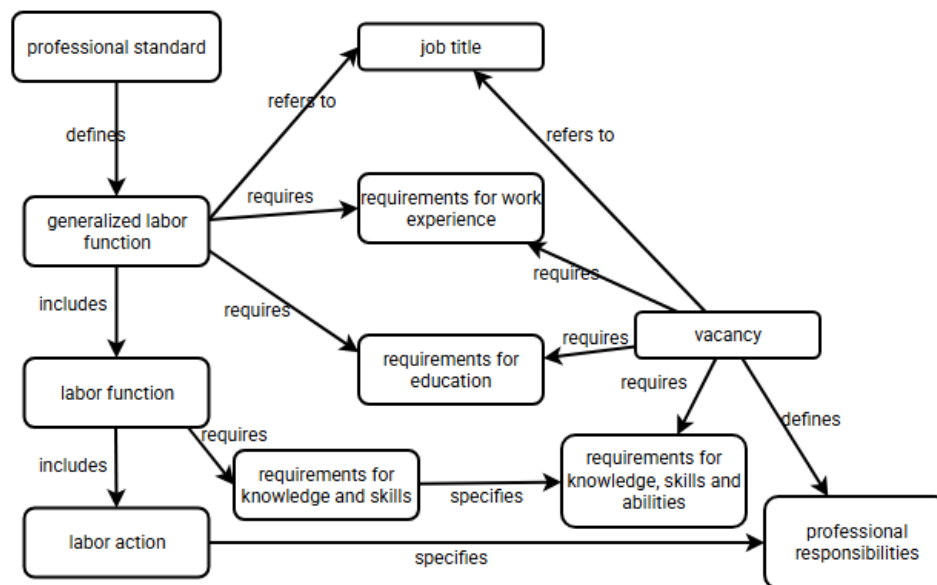 professional standard
job title
refers to
defines
refers to
requires
requirements for work
experience
generalized labor
function
requires
includes
requires
requires
vacancy
requirements for
education
requires
labor function
requires
defines
requirements for
knowledge, skills and
abilities
includes
requirements for
knowledge and skills
specifies
labor action
specifies
professional
responsibilities